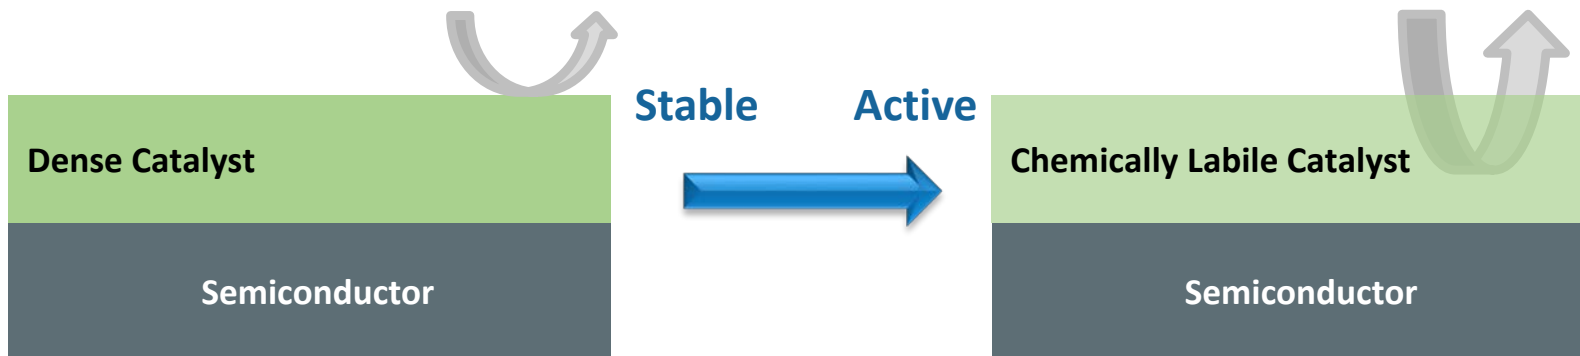 Stable
Active
Dense Catalyst
Chemically Labile Catalyst
Semiconductor
Semiconductor